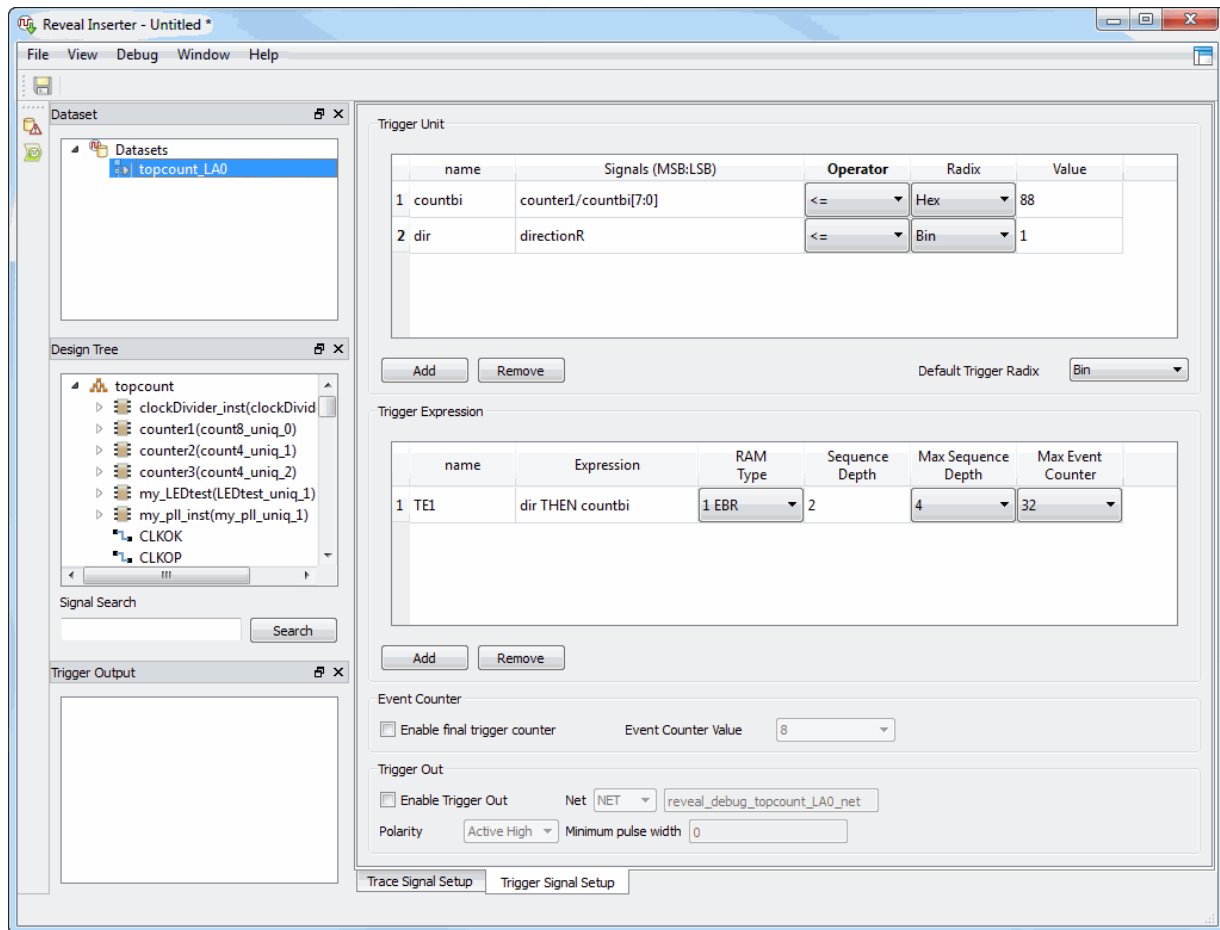 Reveal Inserter - Untitled *
File View Debug Window Help
Dataset
Datasets
topcount_LA0
Design Tree
topcount
clockDivider_inst(clockDivid
counter1(count8_uniq_0)
counter2(count4_uniq_1)
counter3(count4_uniq_2)
my_LEDtest(LEDtest_uniq_1)
my_pll_inst(my_pll_uniq_1)
CLKOK
CLKOP
Signal Search
Search
Trigger Output
Trigger Unit
name Signals (MSB:LSB) Operator Radix Value
1 countbi counter1/countbi[7:0] <= Hex 88
2 dir directionR <= Bin 1
Add Remove Default Trigger Radix Bin
Trigger Expression
name Expression RAM Type Sequence Depth Max Sequence Depth Max Event Counter
1 TE1 dir THEN countbi 1 EBR 2 4 32
Add Remove
Event Counter
Enable final trigger counter Event Counter Value 8
Trigger Out
Enable Trigger Out Net NET reveal_debug_topcount_LA0_net
Polarity Active High Minimum pulse width 0
Trace Signal Setup Trigger Signal Setup